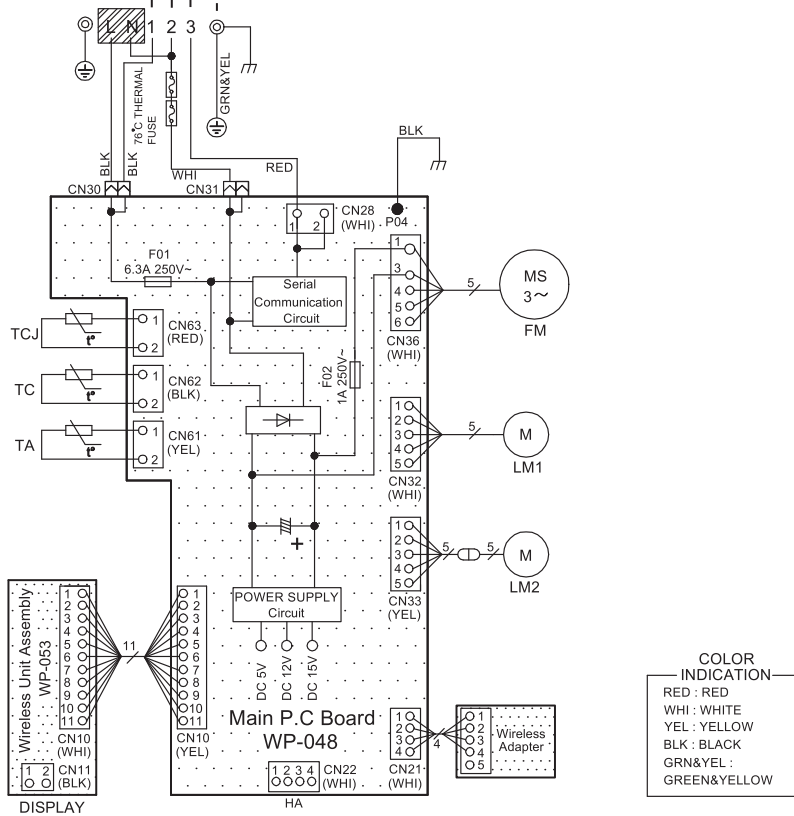 L N 1 2 3
76°C THERMAL
FUSE
GRN&YEL
BLK
BLK
BLK
WHI
RED
CN30
CN31
CN28
(WHI)
1 2
P04
F01
6.3A 250V~
Serial
Communication
Circuit
1
3
4
5
6
CN36
(WHI)
5
MS
3~
FM
TCJ
t°
1
2
CN63
(RED)
TC
t°
1
2
CN62
(BLK)
TA
t°
1
2
CN61
(YEL)
F02
1A 250V~
1
2
3
4
5
CN32
(WHI)
5
M
LM1
+
1
2
3
4
5
CN33
(YEL)
5
5
M
LM2
POWER SUPPLY
Circuit
DC 5V
DC 12V
DC 15V
Wireless Unit Assembly
WP-053
1
2
3
4
5
6
7
8
9
10
11
CN10
(WHI)
11
1
2
3
4
5
6
7
8
9
10
11
CN10
(YEL)
1 2
CN11
(BLK)
DISPLAY
Main P.C Board
WP-048
1 2 3 4
CN22
(WHI)
HA
1
2
3
4
CN21
(WHI)
4
1
2
3
4
5
Wireless
Adapter
COLOR
INDICATION
RED : RED
WHI : WHITE
YEL : YELLOW
BLK : BLACK
GRN&YEL :
GREEN&YELLOW